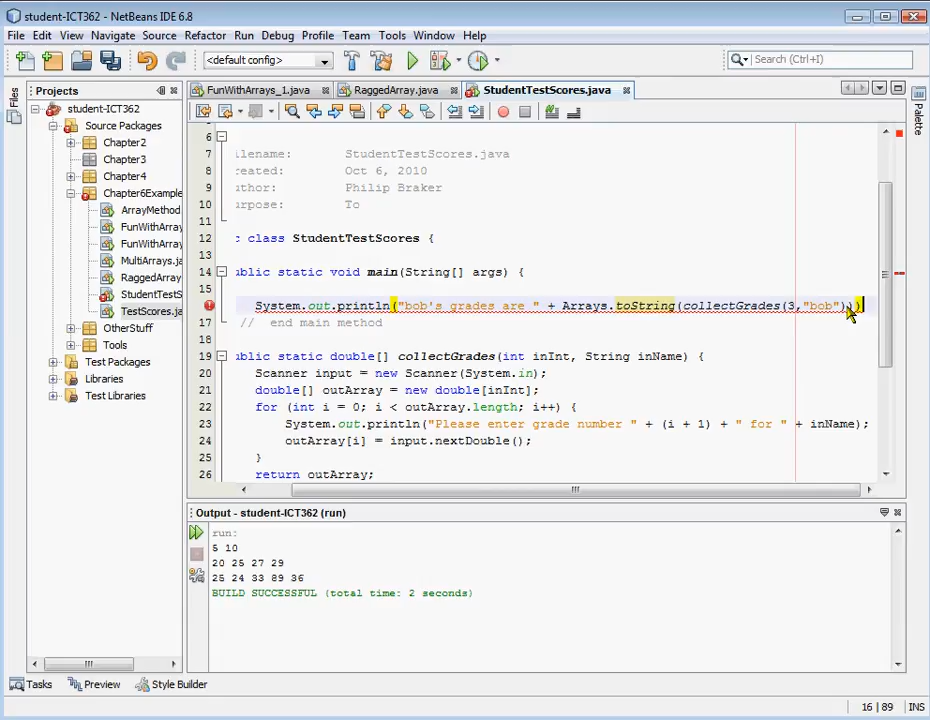 student-ICT362 - NetBeans IDE 6.8
File Edit View Navigate Source Refactor Run Debug Profile Team Tools Window Help
<default config>
Search (Ctrl+I)
Files
Projects
FunWithArrays_1.java
RaggedArray.java
StudentTestScores.java
Palette
student-ICT362
Source Packages
Chapter2
Chapter3
Chapter4
Chapter6Example
ArrayMethod.
FunWithArray
FunWithArray
MultiArrays.ja
RaggedArray.
StudentTestS
TestScores.ja
OtherStuff
Tools
Test Packages
Libraries
Test Libraries
6
7 ilename: StudentTestScores.java
8 reated: Oct 6, 2010
9 uthor: Philip Braker
10 urpose: To
11
12 c class StudentTestScores {
13
14 ublic static void main(String[] args) {
15
System.out.println("bob's grades are " + Arrays.toString(collectGrades(3,"bob")))
17 // end main method
18
19 ublic static double[] collectGrades(int inInt, String inName) {
20 Scanner input = new Scanner(System.in);
21 double[] outArray = new double[inInt];
22 for (int i = 0; i < outArray.length; i++) {
23 System.out.println("Please enter grade number " + (i + 1) + " for " + inName);
24 outArray[i] = input.nextDouble();
25 }
26 return outArray;
Output - student-ICT362 (run)
run:
5 10
20 25 27 29
25 24 33 89 36
BUILD SUCCESSFUL (total time: 2 seconds)
Tasks Preview Style Builder
16 | 89 INS